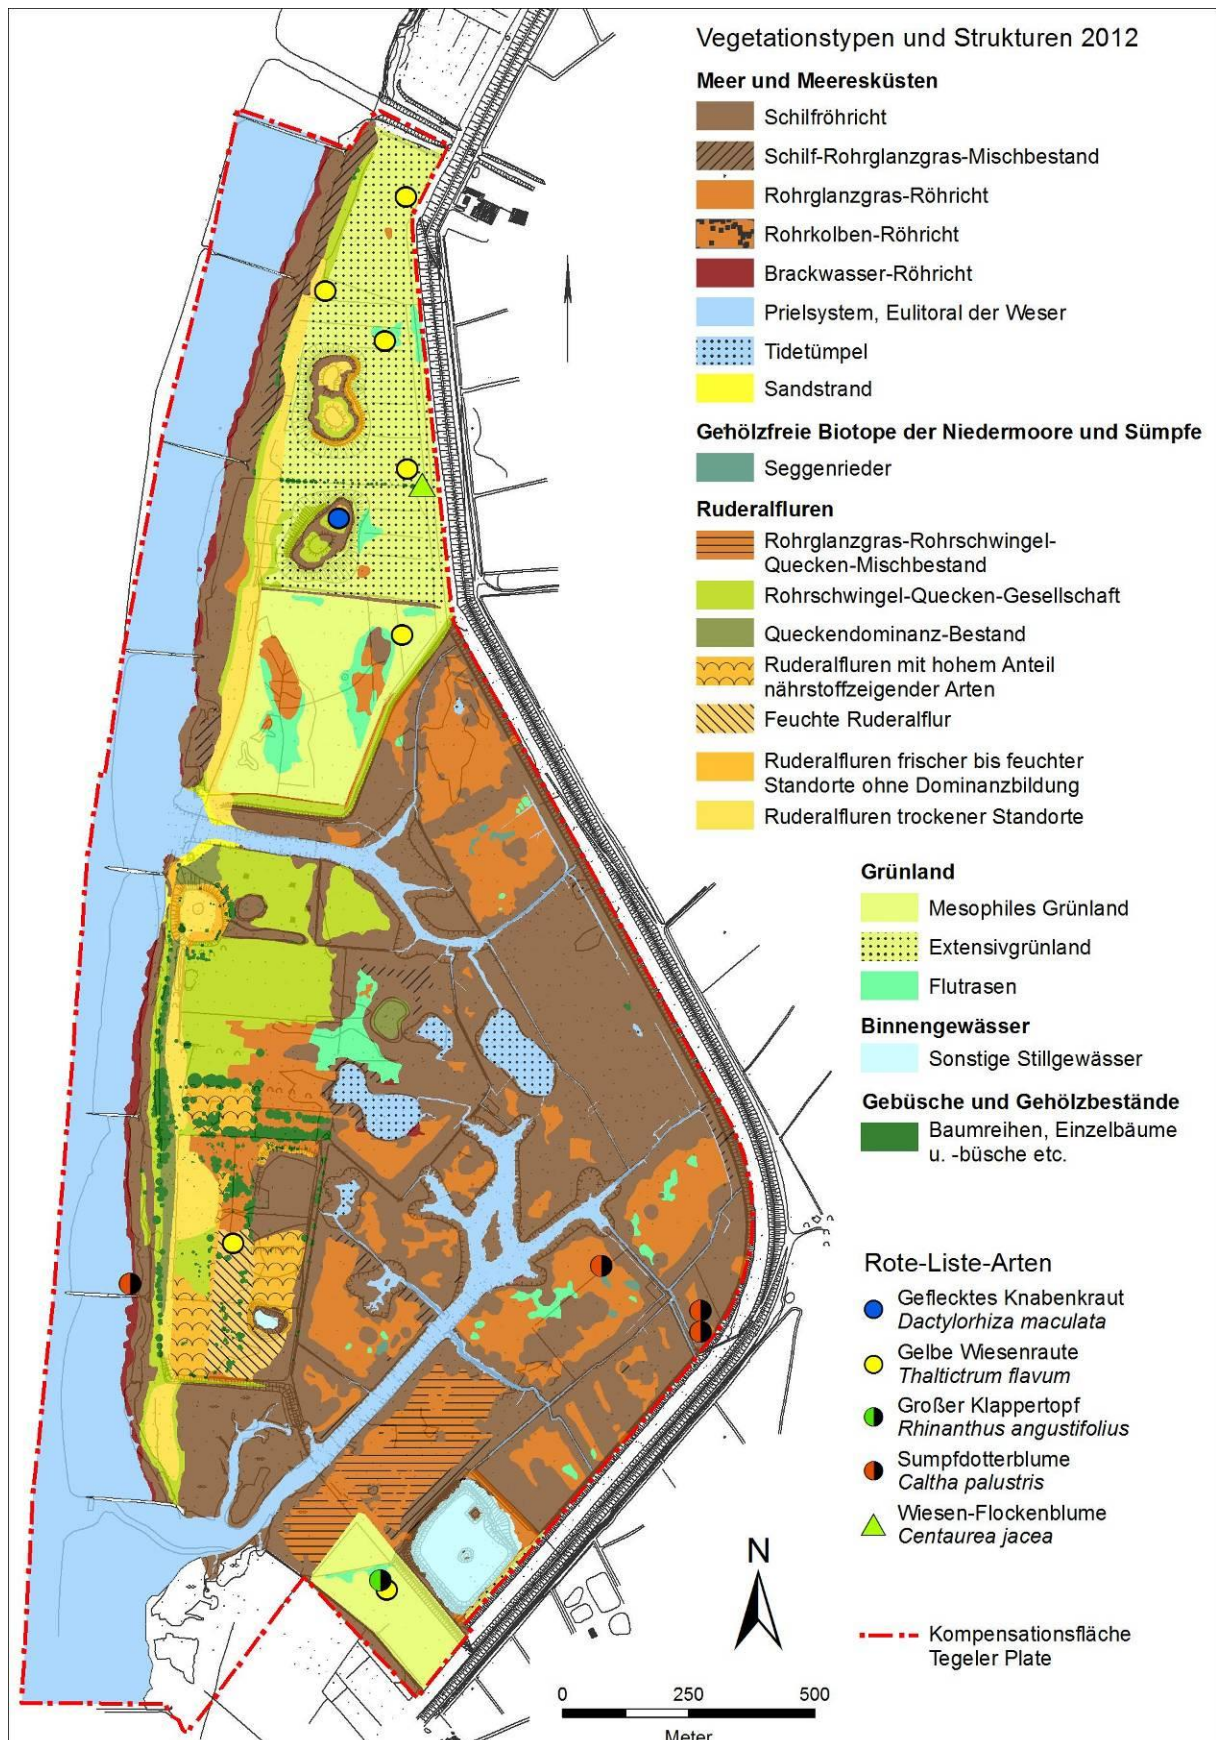 Vegetationstypen und Strukturen 2012
Meer und Meeresküsten
Schilfröhricht
Schilf-Rohrglanzgras-Mischbestand
Rohrglanzgras-Röhricht
Rohrkolben-Röhricht
Brackwasser-Röhricht
Prielsystem, Eulitoral der Weser
Tidetümpel
Sandstrand
Gehölzfreie Biotope der Niedermoore und Sümpfe
Seggenrieder
Ruderalfluren
Rohrglanzgras-Rohrschwingel-
Quecken-Mischbestand
Rohrschwingel-Quecken-Gesellschaft
Queckendominanz-Bestand
Ruderalfluren mit hohem Anteil
nährstoffzeigender Arten
Feuchte Ruderalflur
Ruderalfluren frischer bis feuchter
Standorte ohne Dominanzbildung
Ruderalfluren trockener Standorte
Grünland
Mesophiles Grünland
Extensivgrünland
Flutrasen
Binnengewässer
Sonstige Stillgewässer
Gebüsche und Gehölzbestände
Baumreihen, Einzelbäume
u. -büsche etc.
Rote-Liste-Arten
Geflecktes Knabenkraut
Dactylorhiza maculata
Gelbe Wiesenraute
Thaltictrum flavum
Großer Klappertopf
Rhinanthus angustifolius
Sumpfdotterblume
Caltha palustris
Wiesen-Flockenblume
Centaurea jacea
N
Kompensationsfläche
Tegeler Plate
0 250 500
Meter